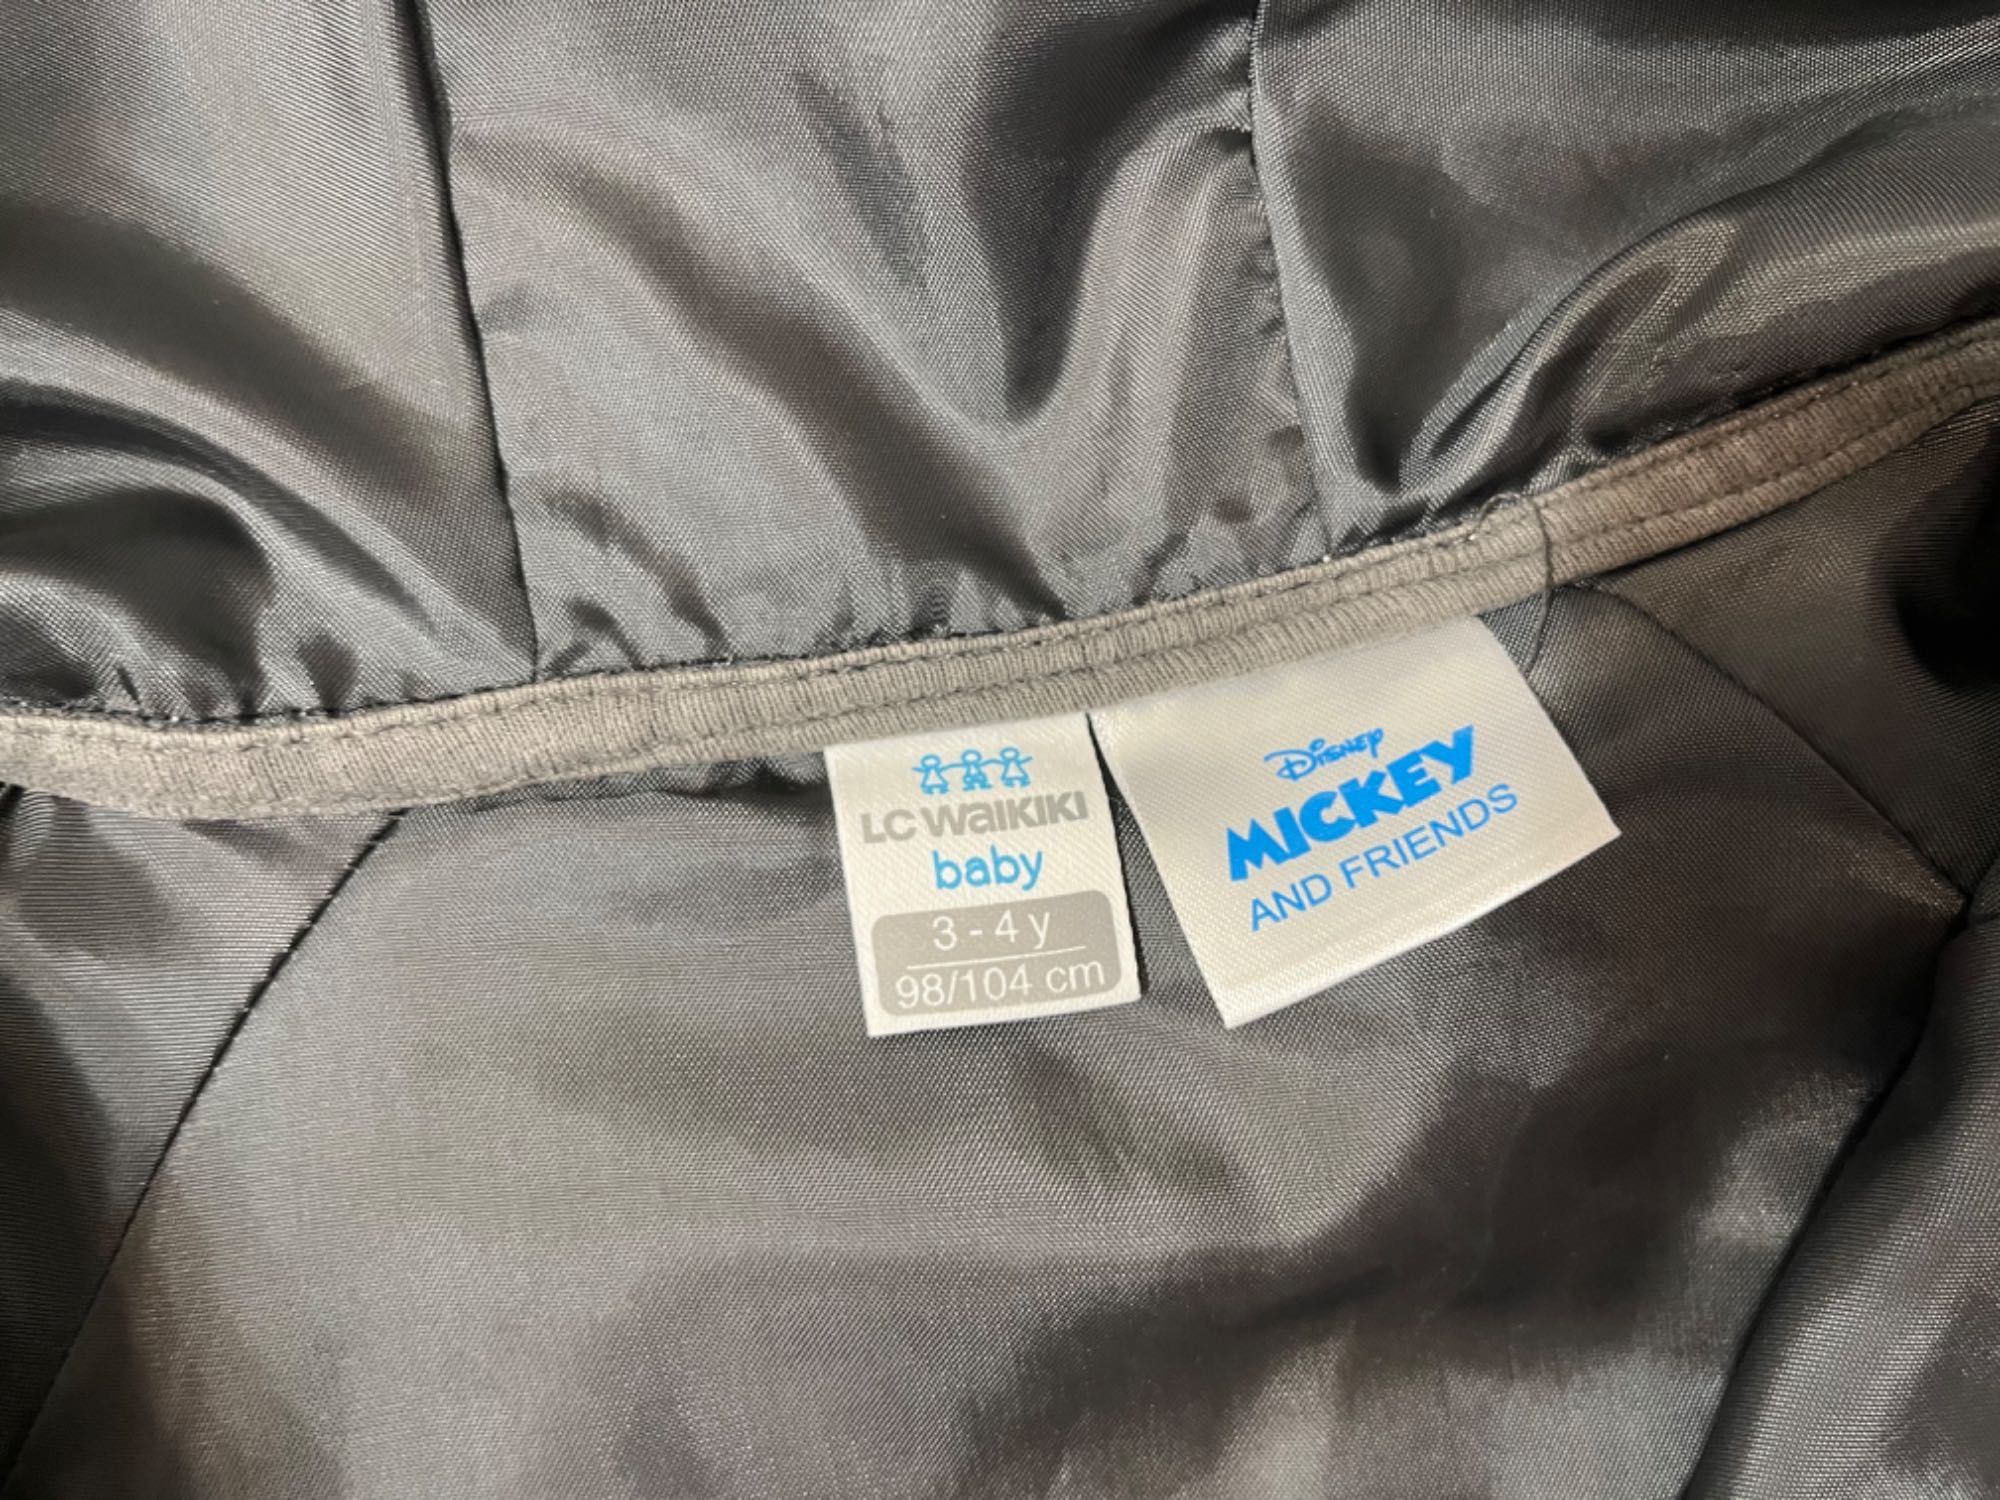 LC WAIKIKI
baby
3 - 4 y
98/104 cm
Disney
MICKEY
AND FRIENDS